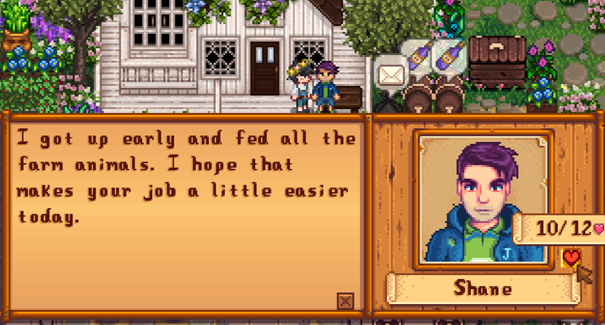 I got up early and fed all the
farm animals. I hope that
makes your job a little easier
today.
J
10/12
Shane